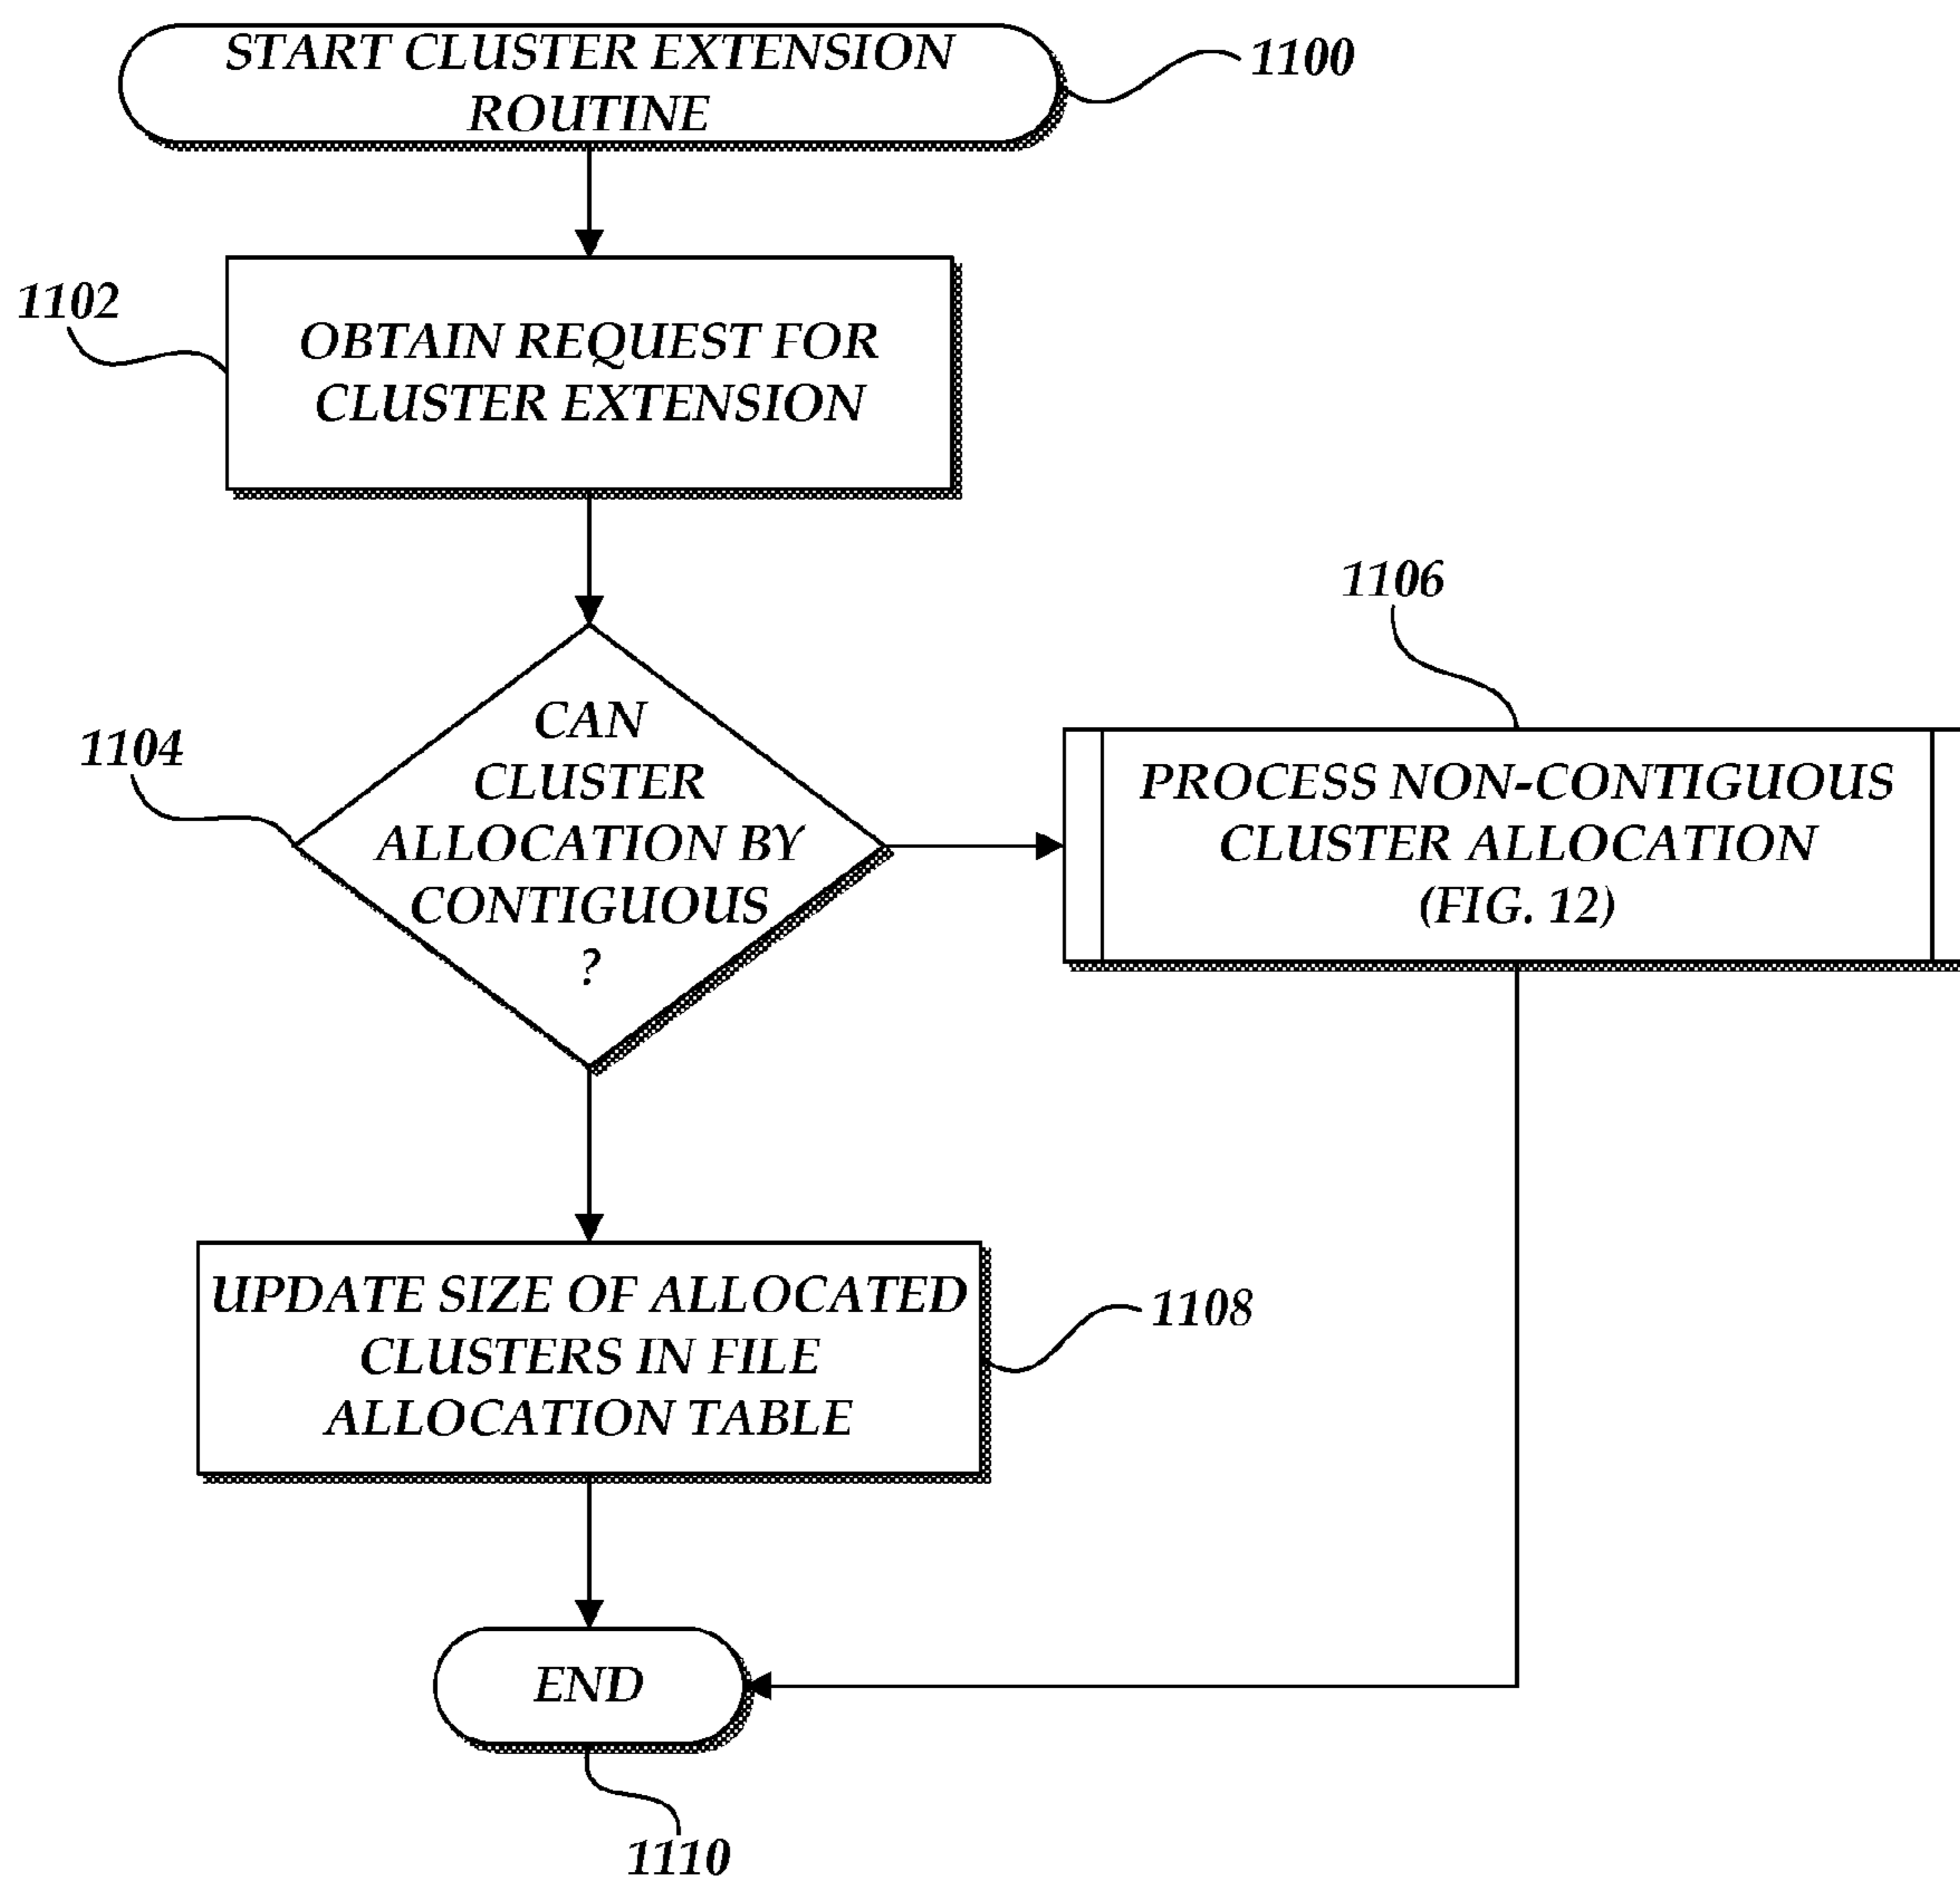 START CLUSTER EXTENSION
ROUTINE
1100
1102
OBTAIN REQUEST FOR
CLUSTER EXTENSION
1104
CAN
CLUSTER
ALLOCATION BY
CONTIGUOUS
?
1106
PROCESS NON-CONTIGUOUS
CLUSTER ALLOCATION
(FIG. 12)
UPDATE SIZE OF ALLOCATED
CLUSTERS IN FILE
ALLOCATION TABLE
1108
END
1110